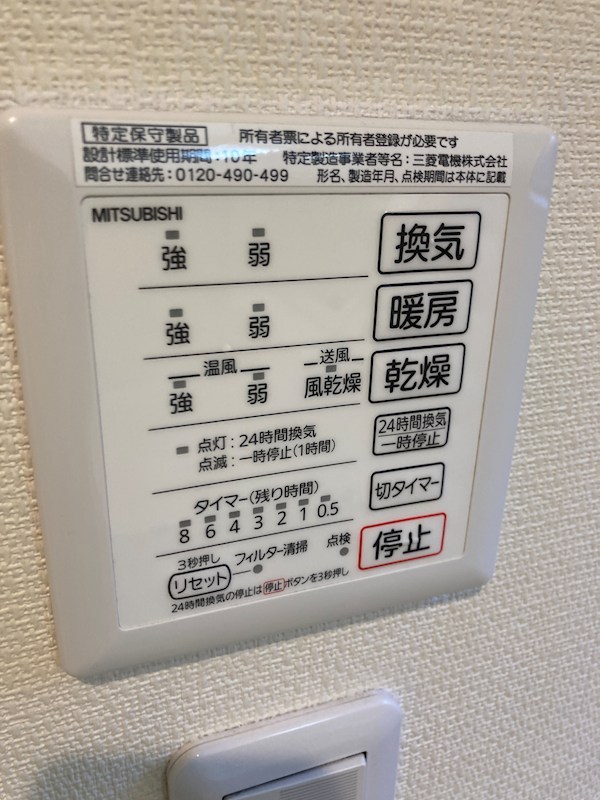 特定保守製品 所有者票による所有者登録が必要です
設計標準使用期間：10年 特定製造事業者等名：三菱電機株式会社
問合せ連絡先：0120-490-499 形名、製造年月、点検期間は本体に記載
MITSUBISHI
強 弱 換気
強 弱 暖房
温風 送風
強 弱 風乾燥 乾燥
点灯：24時間換気
点滅：一時停止(1時間)
24時間換気
一時停止
タイマー(残り時間) 切タイマー
8 6 4 3 2 1 0.5
3秒押し
リセット フィルター清掃 点検 停止
24時間換気の停止は停止ボタンを3秒押し